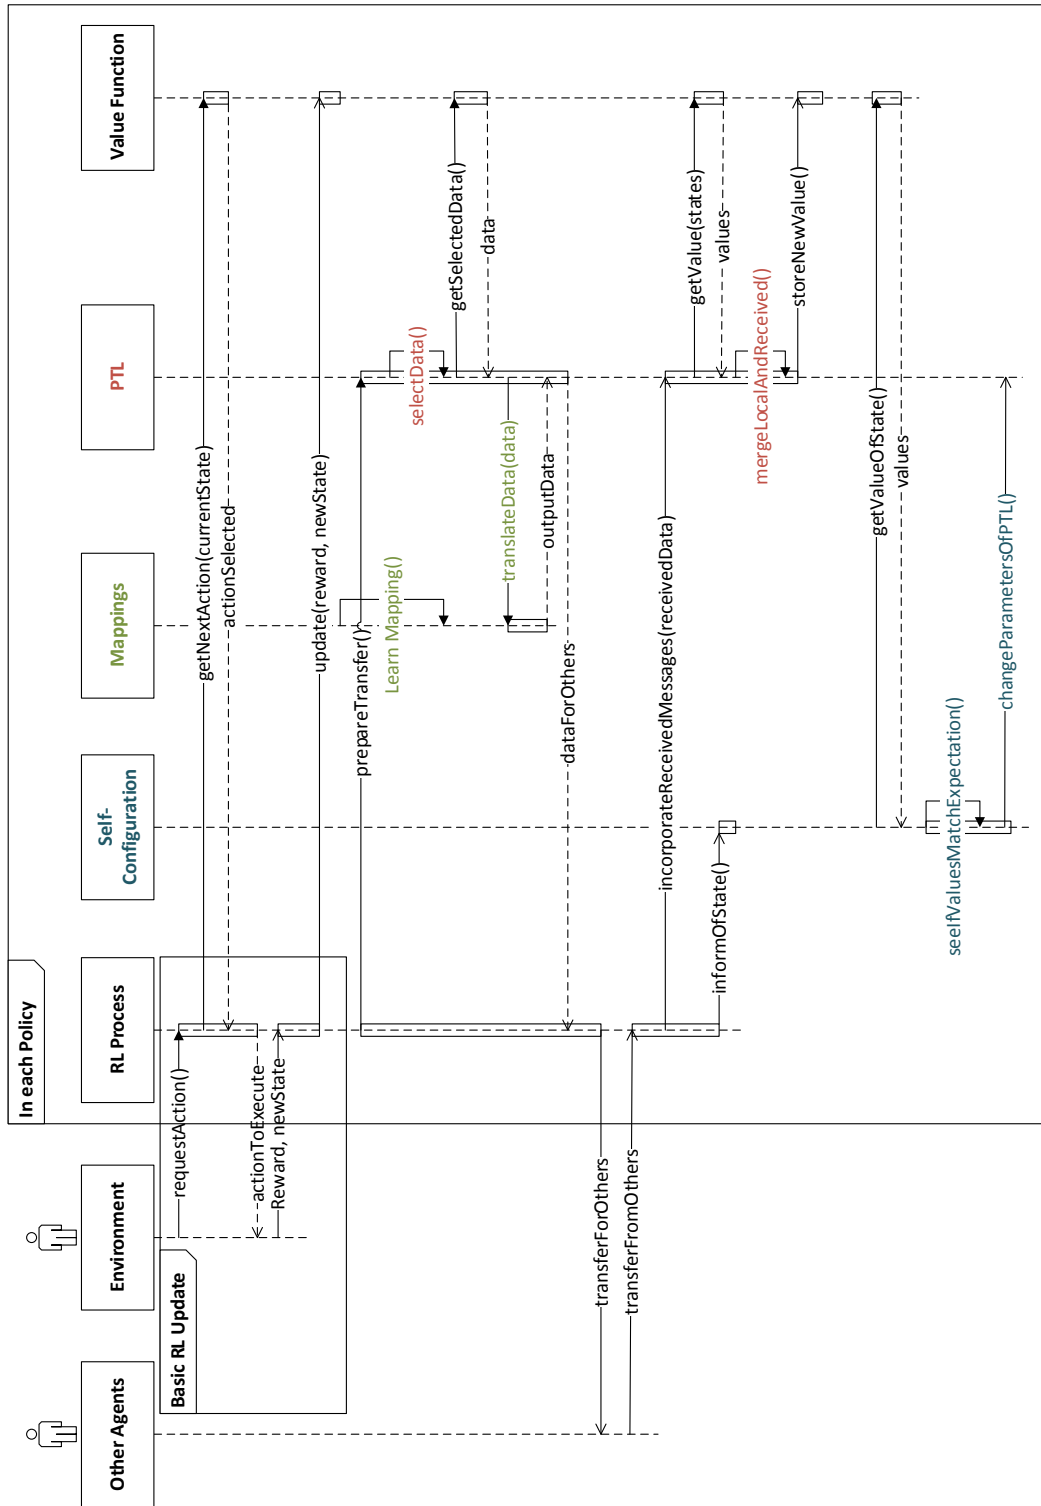 In each Policy
Other Agents
Environment
RL Process
Self-
Configuration
Mappings
PTL
Value Function
Basic RL Update
requestAction()
getNextAction(currentState)
actionSelected
actionToExecute
Reward, newState
update(reward, newState)
prepareTransfer()
Learn Mapping()
selectData()
getSelectedData()
data
translateData(data)
outputData
dataForOthers
transferForOthers
transferFromOthers
incorporateReceivedMessages(receivedData)
getValue(states)
values
informOfState()
mergeLocalAndReceived()
storeNewValue()
getValueOfState()
values
seeIfValuesMatchExpectation()
changeParametersOfPTL()